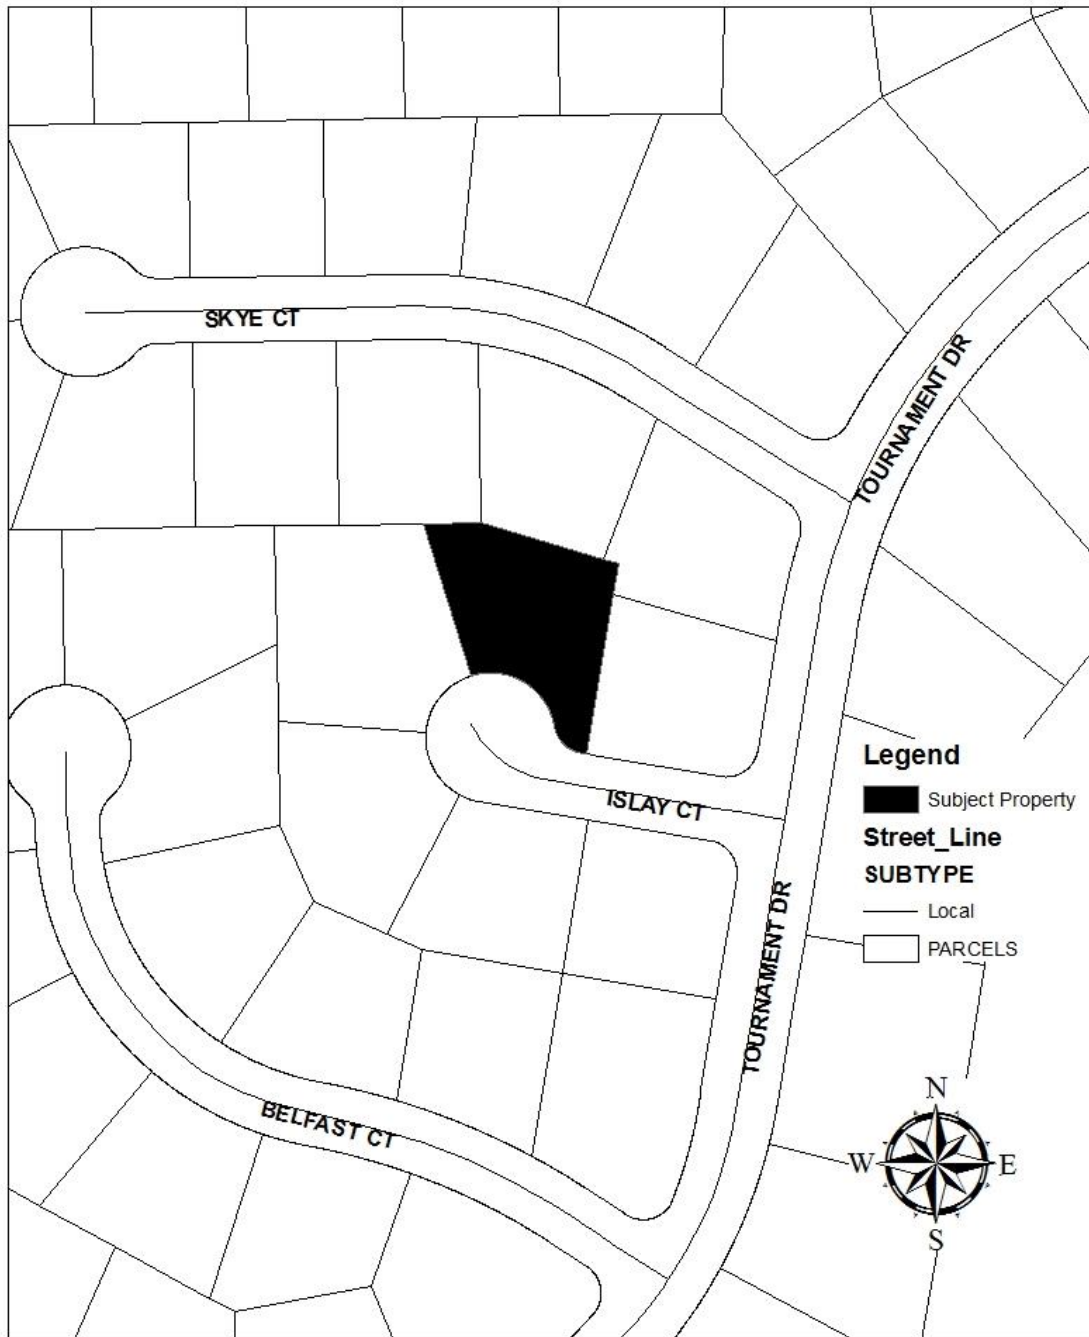 SKYE CT
TOURNAMENT DR
Legend
Subject Property
ISLAY CT
Street_Line
SUBTYPE
Local
TOURNAMENT DR
PARCELS
BELFAST CT
N
W E
S